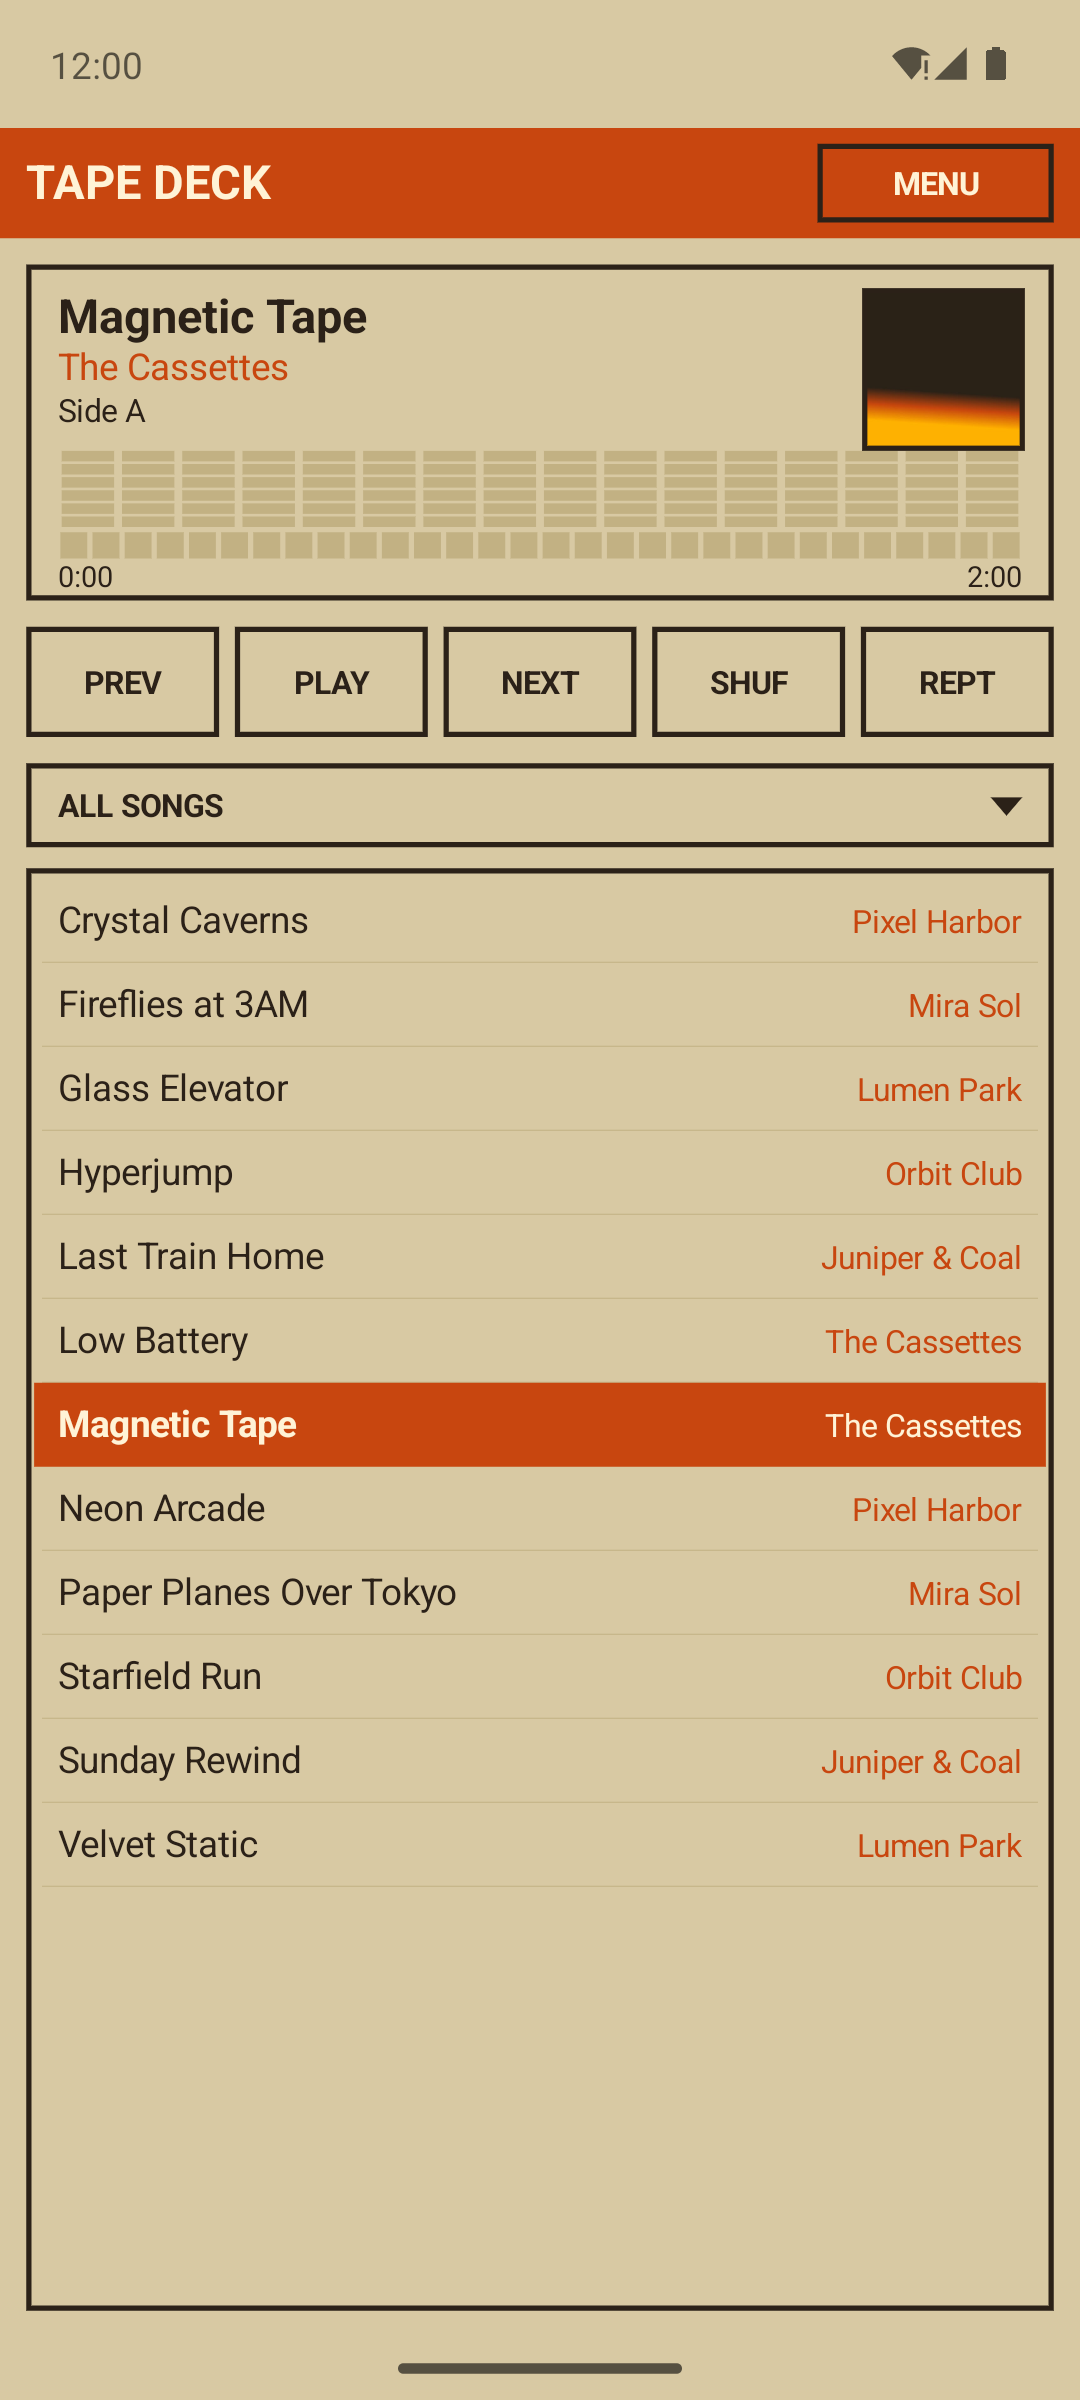 12:00
TAPE DECK
MENU
Magnetic Tape
The Cassettes
Side A
0:00 2:00
PREV PLAY NEXT SHUF REPT
ALL SONGS
Crystal Caverns Pixel Harbor
Fireflies at 3AM Mira Sol
Glass Elevator Lumen Park
Hyperjump Orbit Club
Last Train Home Juniper & Coal
Low Battery The Cassettes
Magnetic Tape The Cassettes
Neon Arcade Pixel Harbor
Paper Planes Over Tokyo Mira Sol
Starfield Run Orbit Club
Sunday Rewind Juniper & Coal
Velvet Static Lumen Park